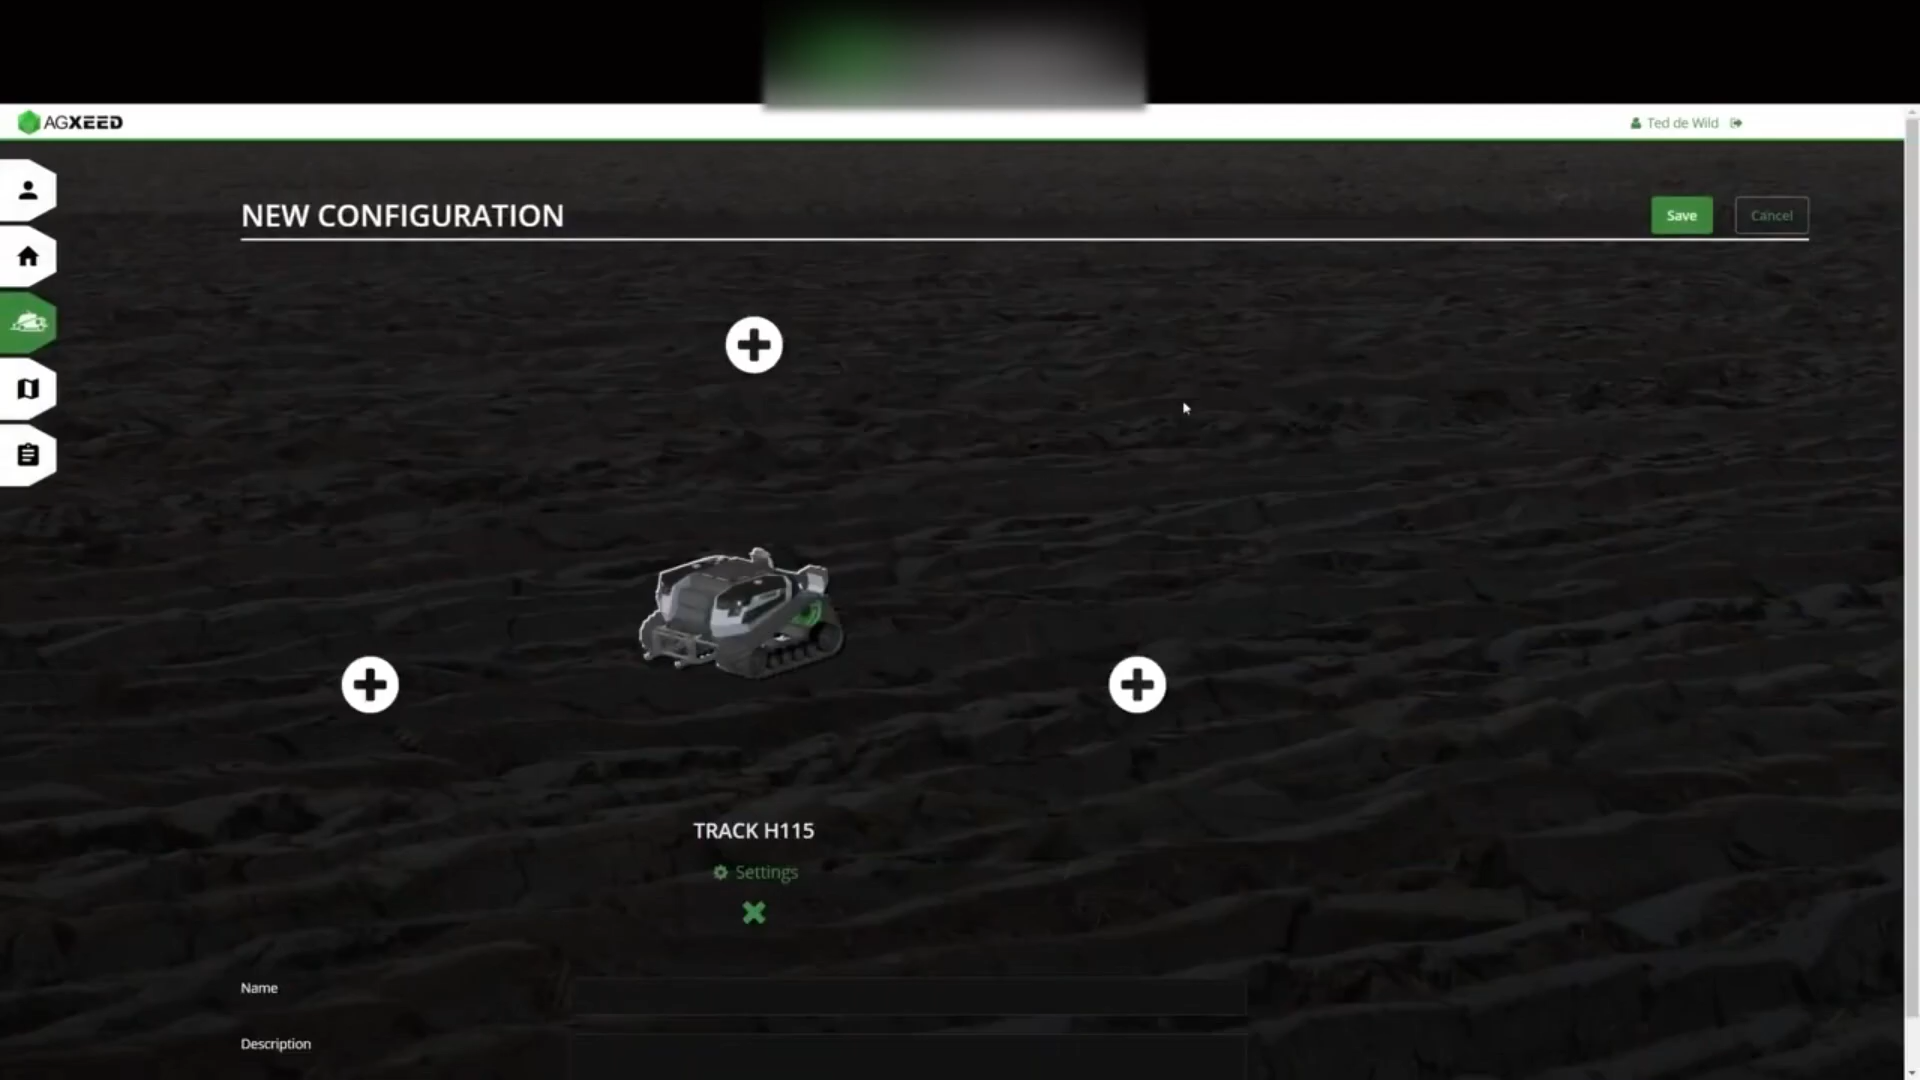 AGXEED
Ted de Wild
NEW CONFIGURATION
Save
Cancel
TRACK H115
Settings
Name
Description